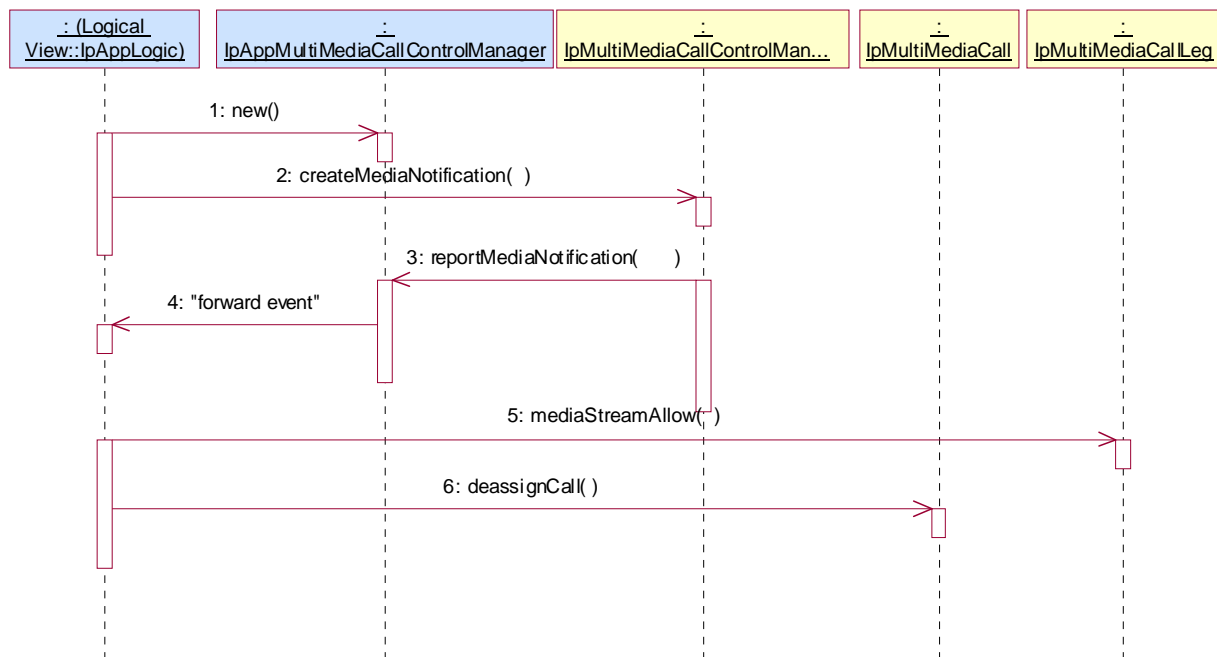 : (Logical
View::IpAppLogic)
:
IpAppMultiMediaCallControlManager
:
IpMultiMediaCallControlMan...
:
IpMultiMediaCall
:
IpMultiMediaCallLeg
1: new()
2: createMediaNotification( )
3: reportMediaNotification( )
4: "forward event"
5: mediaStreamAllow( )
6: deassignCall( )